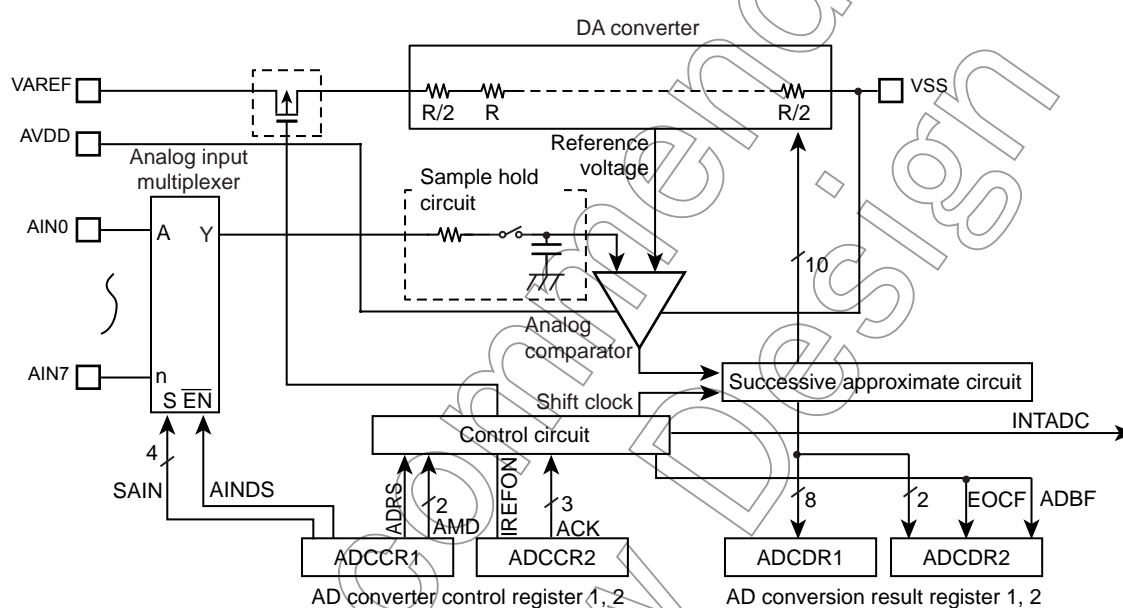 DA converter
VAREF
VSS
R/2
R
R/2
AVDD
Reference
voltage
Analog input
multiplexer
Sample hold
circuit
AIN0
A
Y
10
Analog
comparator
AIN7
n
S EN
Successive approximate circuit
Shift clock
INTADC
Control circuit
4
SAIN
AINDS
ADRS
2
AMD
IREFON
3
ACK
8
2
EOCF
ADBF
ADCCR1
ADCCR2
ADCDR1
ADCDR2
AD converter control register 1, 2
AD conversion result register 1, 2
Design